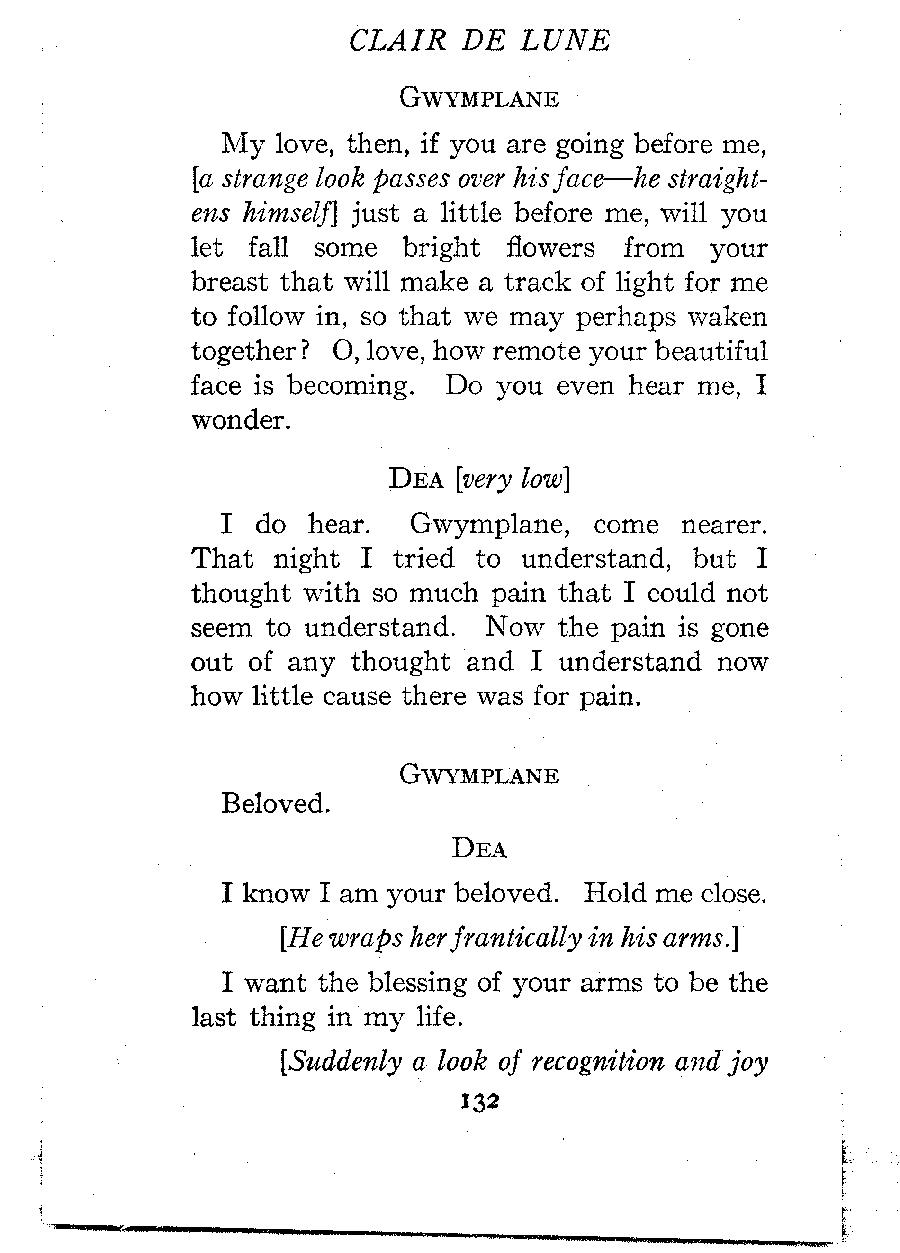 CLAIR DE LUNE
GWYMPLANE
My love, then, if you are going before me,
[a strange look passes over his face—he straight-
ens himself] just a little before me, will you
let fall some bright flowers from your
breast that will make a track of light for me
to follow in, so that we may perhaps waken
together? O, love, how remote your beautiful
face is becoming. Do you even hear me, I
wonder.
DEA [very low]
I do hear. Gwymplane, come nearer.
That night I tried to understand, but I
thought with so much pain that I could not
seem to understand. Now the pain is gone
out of any thought and I understand now
how little cause there was for pain.
GWYMPLANE
Beloved.
DEA
I know I am your beloved. Hold me close.
[He wraps her frantically in his arms.]
I want the blessing of your arms to be the
last thing in my life.
[Suddenly a look of recognition and joy
132